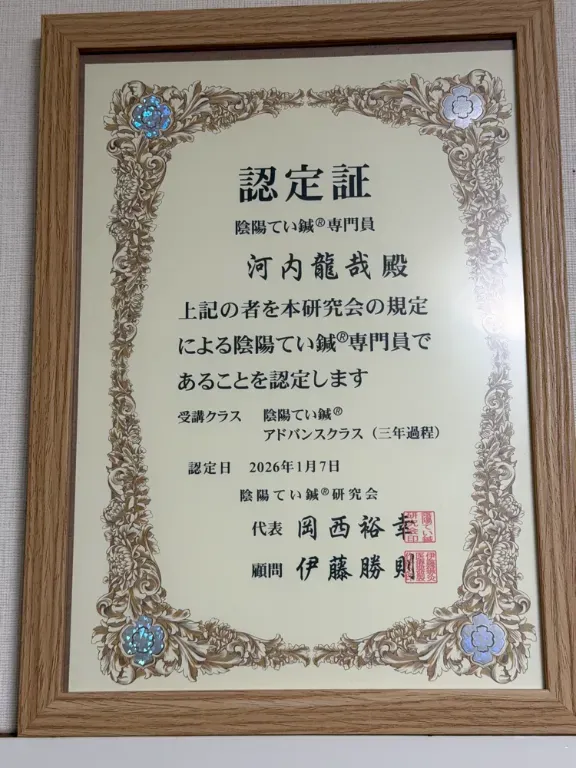 認定証
陰陽てい鍼®専門員
河内龍哉殿
上記の者を本研究会の規定
による陰陽てい鍼®専門員で
あることを認定します
受講クラス 陰陽てい鍼®
アドバンスクラス（三年過程）
認定日 2026年1月7日
陰陽てい鍼®研究会
代表 岡西裕幸
顧問 伊藤勝則